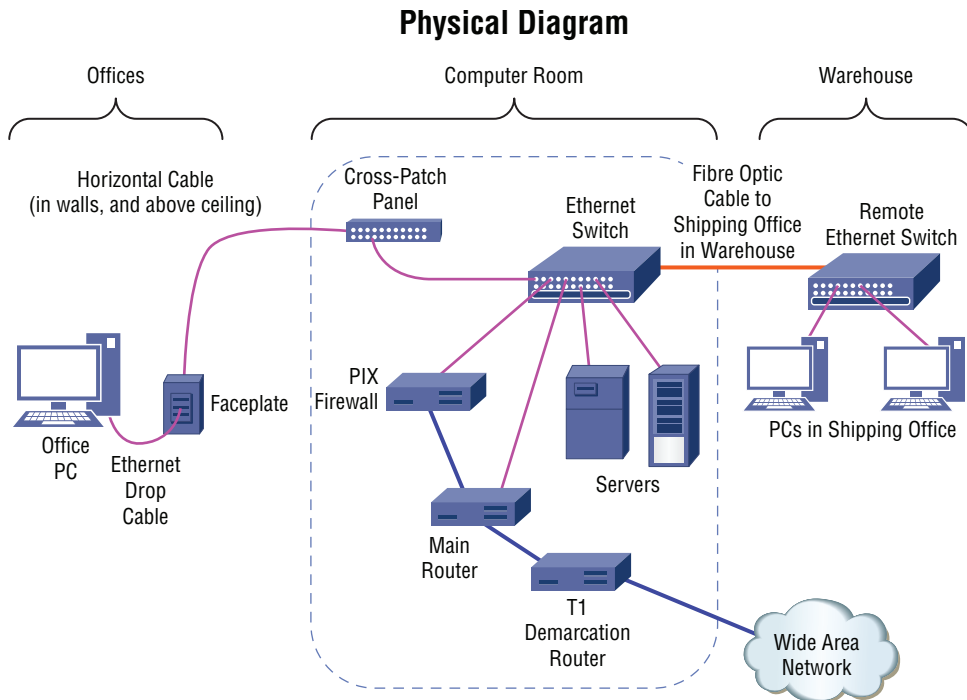 Physical Diagram
Offices
Computer Room
Warehouse
Horizontal Cable
(in walls, and above ceiling)
Cross-Patch
Panel
Ethernet
Switch
Fibre Optic
Cable to
Shipping Office
in Warehouse
Remote
Ethernet Switch
Office
PC
Faceplate
Ethernet
Drop
Cable
PIX
Firewall
Servers
PCs in Shipping Office
Main
Router
T1
Demarcation
Router
Wide Area
Network